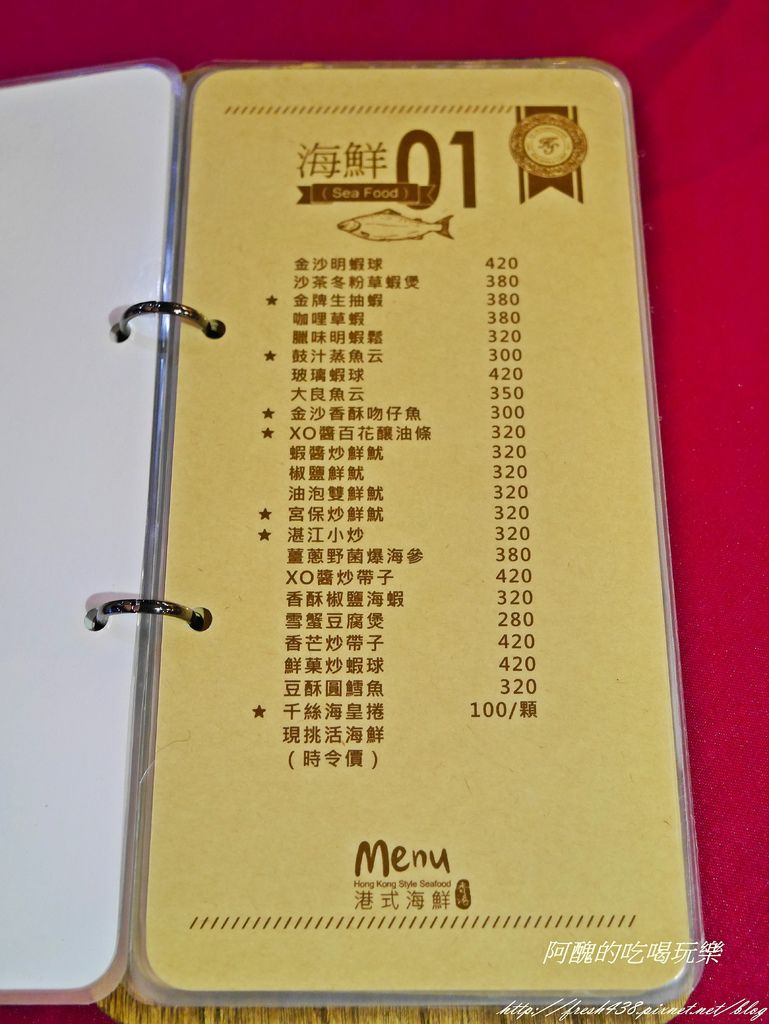 海鮮 01
(Sea Food)
金沙明蝦球 420
沙茶冬粉草蝦煲 380
★ 金牌生抽蝦 380
咖哩草蝦 380
臘味明蝦鬆 320
★ 鼓汁蒸魚云 300
玻璃蝦球 420
大良魚云 350
★ 金沙香酥吻仔魚 300
★ XO醬百花釀油條 320
蝦醬炒鮮魷 320
椒鹽鮮魷 320
油泡雙鮮魷 320
★ 宮保炒鮮魷 320
★ 湛江小炒 320
薑蔥野菌爆海參 380
XO醬炒帶子 420
香酥椒鹽海蝦 320
雪蟹豆腐煲 280
香芒炒帶子 420
鮮菓炒蝦球 420
豆酥圓鱈魚 320
★ 千絲海皇捲 100/顆
現挑活海鮮
(時令價)
Menu
Hong Kong Style Seafood
港式海鮮
阿醜的吃喝玩樂
http://fresh438.pixnet.net/blog